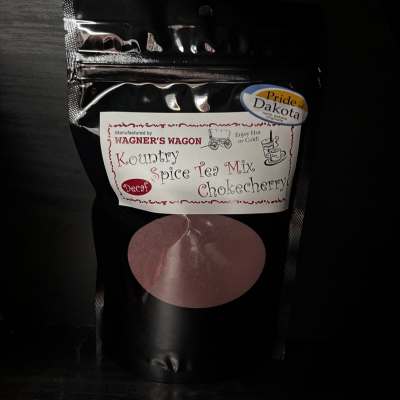 Pride of
Dakota
Manufactured by
WAGNER'S WAGON
Enjoy Hot
or Cold!
Kountry
Spice Tea Mix
Chokecherry
Decaf